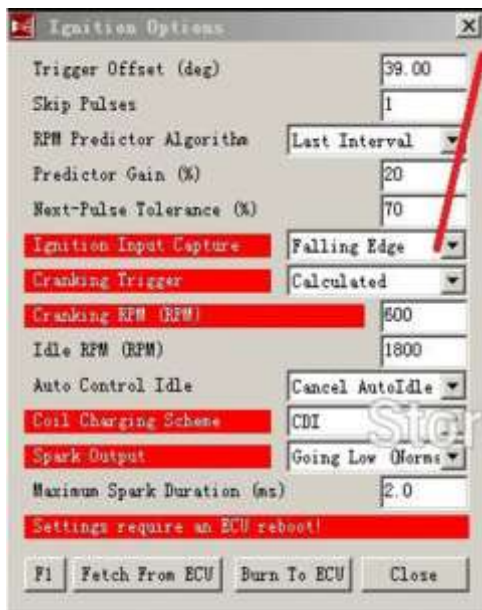 Ignition Options
Trigger Offset (deg) 39.00
Skip Pulses 1
RPM Predictor Algorithm Last Interval
Predictor Gain (%) 20
Next-Pulse Tolerance (%) 70
Ignition Input Capture Falling Edge
Cranking Trigger Calculated
Cranking RPM (RPM) 600
Idle RPM (RPM) 1800
Auto Control Idle Cancel AutoIdle
Coil Charging Scheme CDI
Stor
Spark Output Going Low (Norma
Maximum Spark Duration (ms) 2.0
Settings require an ECU reboot!
F1 Fetch From ECU Burn To ECU Close